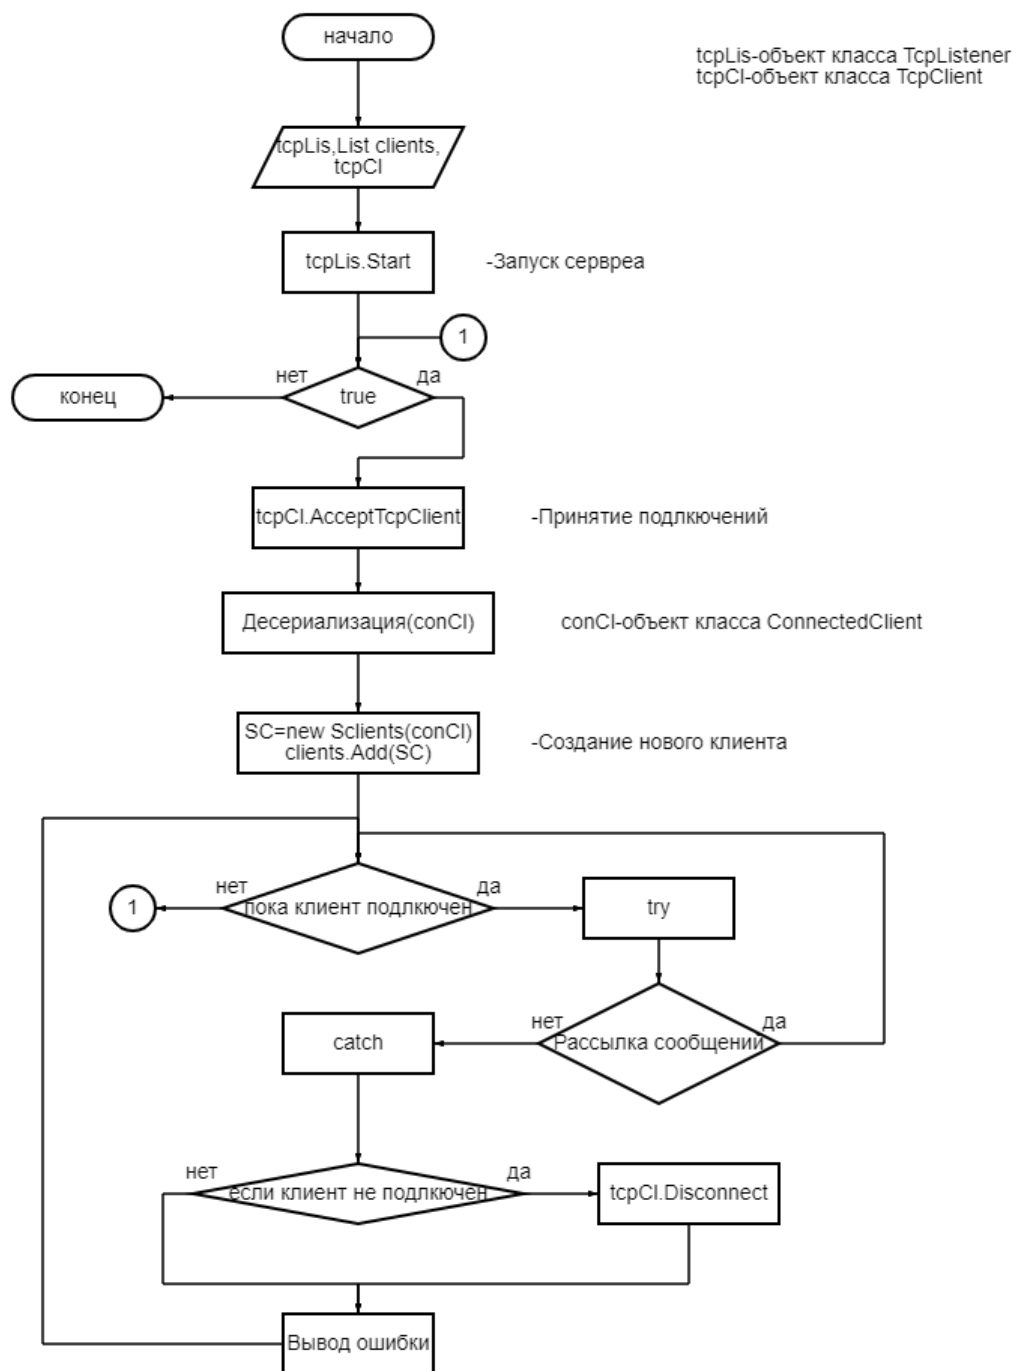 начало
tcpLis-объект класса TcpListener
tcpCl-объект класса TcpClient
tcpLis,List clients,
tcpCl
tcpLis.Start
-Запуск сервреа
1
нет
да
true
конец
tcpCl.AcceptTcpClient
-Принятие подлкючений
Десериализация(conCl)
conCl-объект класса ConnectedClient
SC=new Sclients(conCl)
clients.Add(SC)
-Создание нового клиента
нет
да
1
пока клиент подлкючен
try
нет
да
catch
Рассылка сообщений
нет
да
если клиент не подлкючен
tcpCl.Disconnect
Вывод ошибки